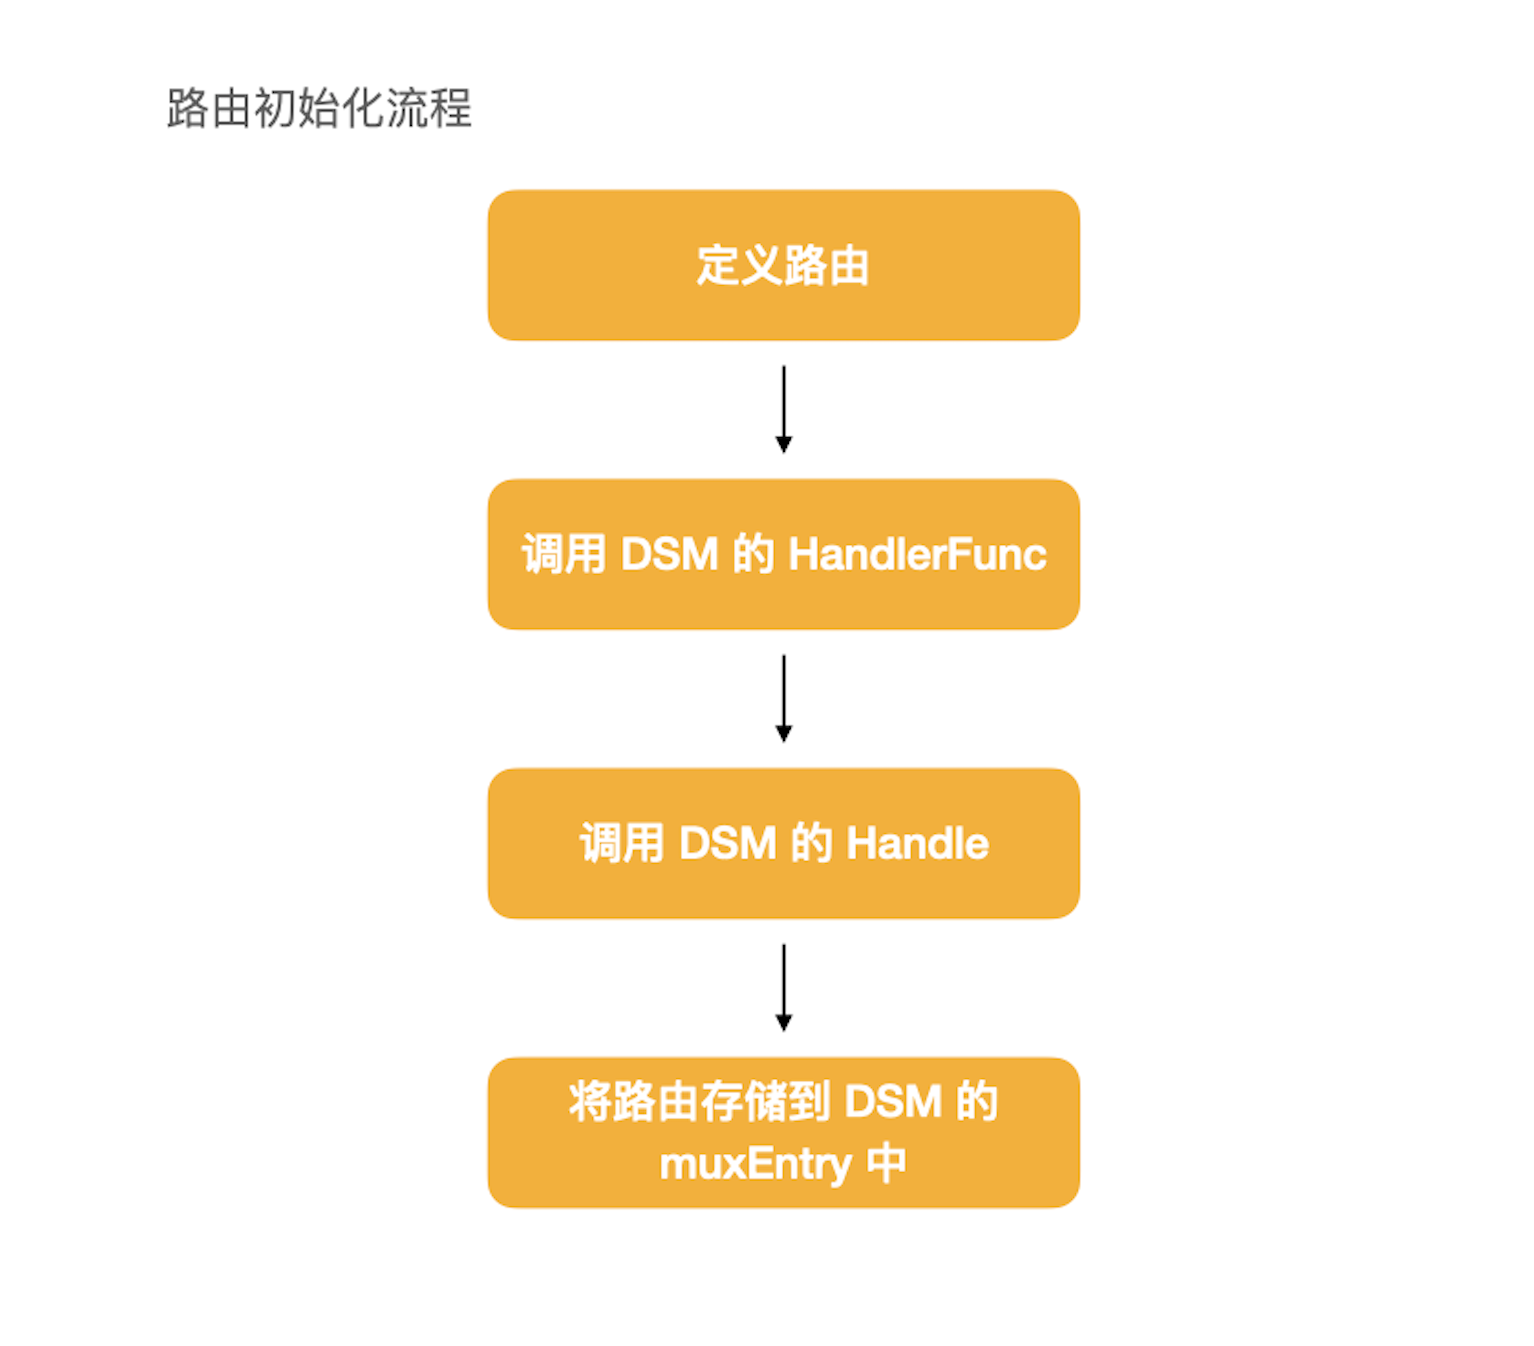 路由初始化流程
定义路由
调用 DSM 的 HandlerFunc
调用 DSM 的 Handle
将路由存储到 DSM 的
muxEntry 中